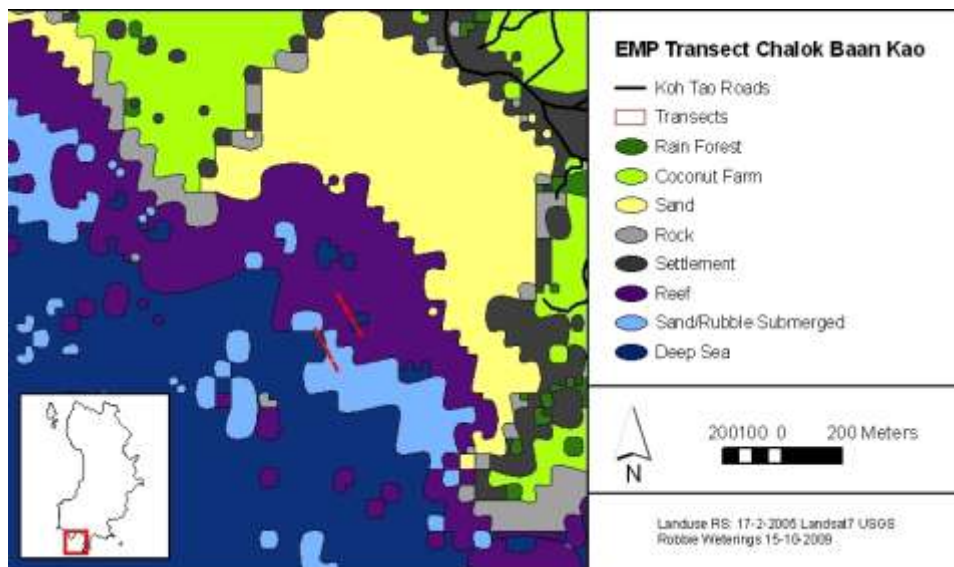 EMP Transect Chalok Baan Kao
Koh Tao Roads
Transects
Rain Forest
Coconut Farm
Sand
Rock
Settlement
Reef
Sand/Rubble Submerged
Deep Sea
N
200100 0 200 Meters
Landuse RS: 17-2-2005 Landsat7 USGS
Robbie Weterings 15-10-2009